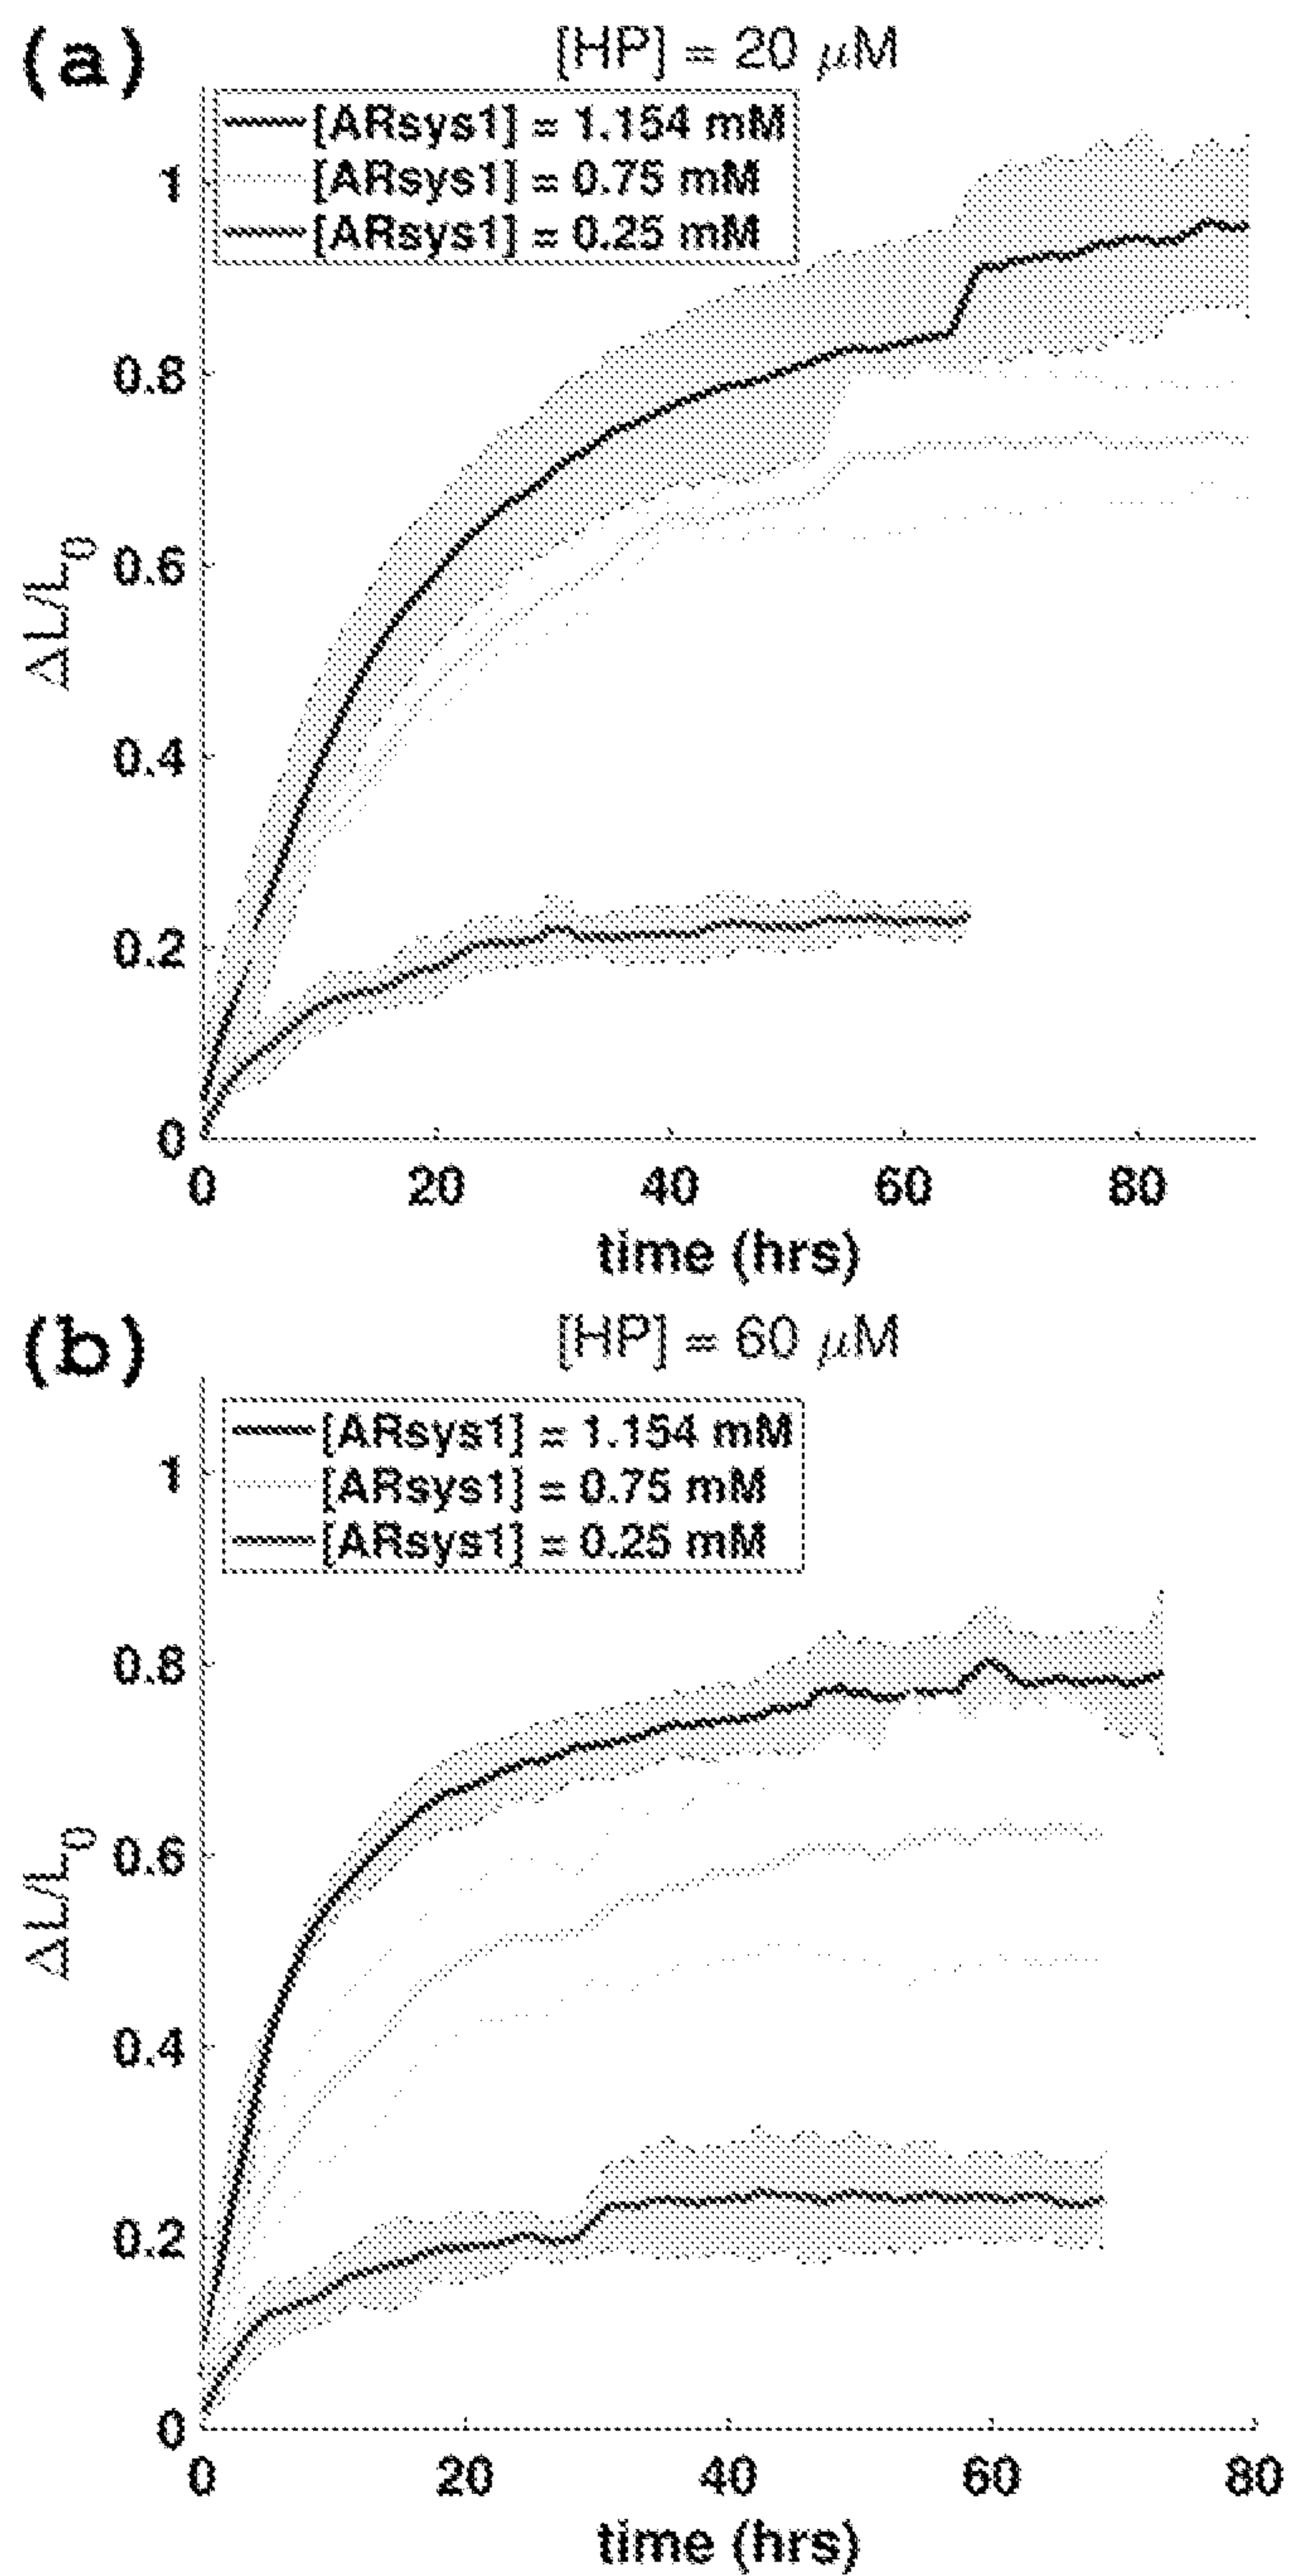 (a)
[HP] = 20 μM
[ARsys1] = 1.154 mM
[ARsys1] = 0.75 mM
[ARsys1] = 0.25 mM
1
0.8
0.6
0.4
0.2
0
ΔL/L0
0 20 40 60 80
time (hrs)
(b)
[HP] = 60 μM
[ARsys1] = 1.154 mM
[ARsys1] = 0.75 mM
[ARsys1] = 0.25 mM
1
0.8
0.6
0.4
0.2
0
ΔL/L0
0 20 40 60 80
time (hrs)